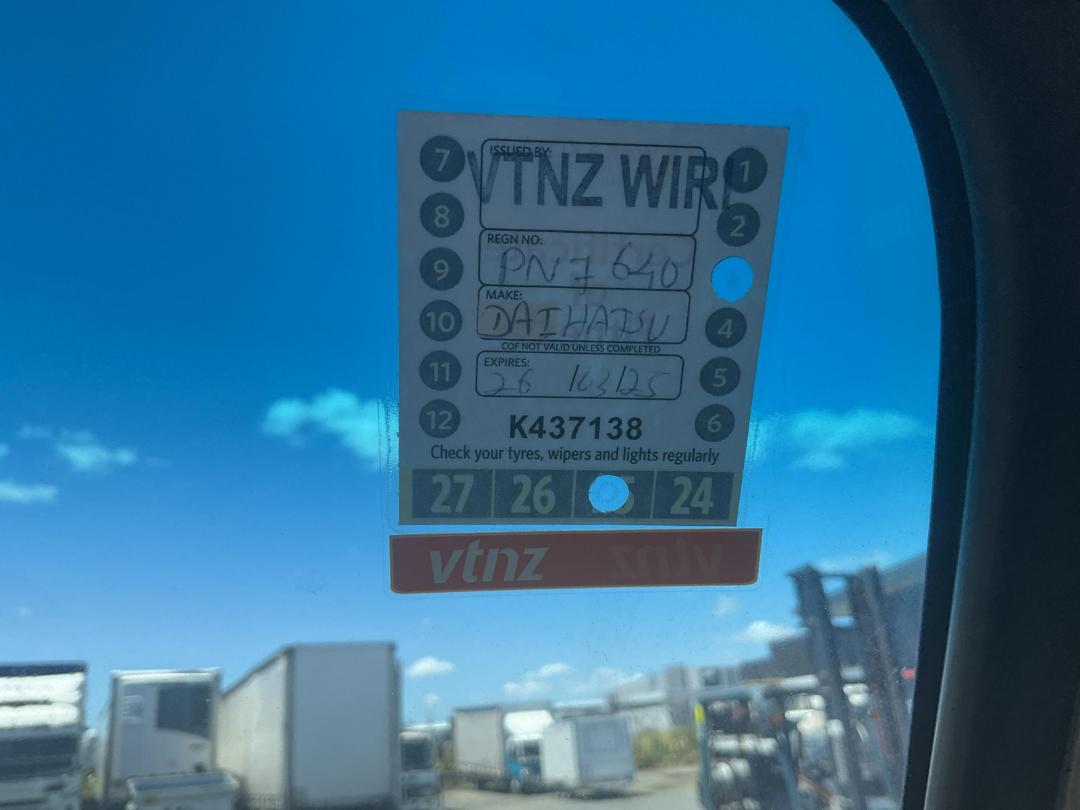 ISSUED BY:
VTNZ WIRI
REGN NO:
PN7640
MAKE:
DAIHATSU
COF NOT VALID UNLESS COMPLETED
EXPIRES:
26/03/25
K437138
Check your tyres, wipers and lights regularly
7
8
9
10
11
12
1
2
4
5
6
27 26 24
vtnz